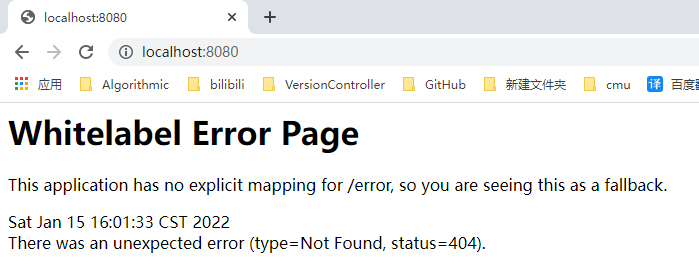 localhost:8080
localhost:8080
应用 Algorithmic bilibili VersionController GitHub 新建文件夹 cmu 译 百度翻
Whitelabel Error Page
This application has no explicit mapping for /error, so you are seeing this as a fallback.
Sat Jan 15 16:01:33 CST 2022
There was an unexpected error (type=Not Found, status=404).